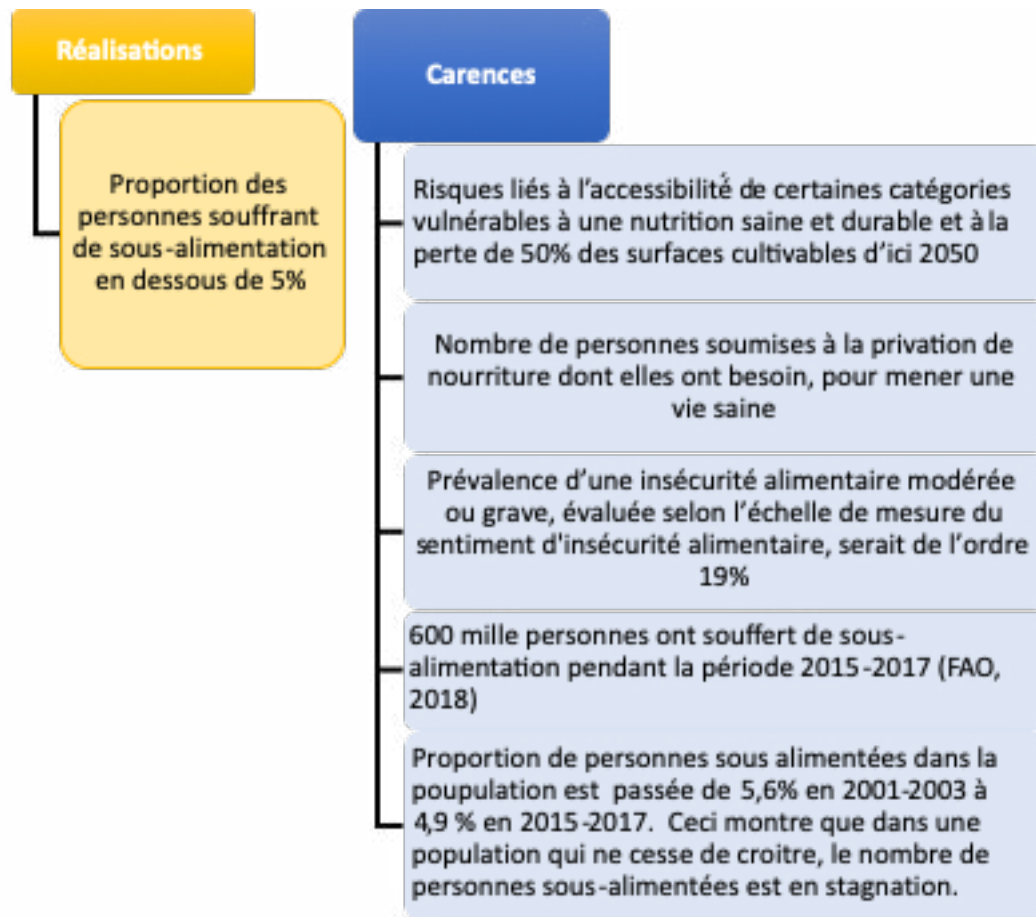 Réalisations
Proportion des
personnes souffrant
de sous-alimentation
en dessous de 5%
Carences
Risques liés à l’accessibilité de certaines catégories
vulnérables à une nutrition saine et durable et à la
perte de 50% des surfaces cultivables d’ici 2050
Nombre de personnes soumises à la privation de
nourriture dont elles ont besoin, pour mener une
vie saine
Prévalence d’une insécurité alimentaire modérée
ou grave, évaluée selon l’échelle de mesure du
sentiment d'insécurité alimentaire, serait de l’ordre
19%
600 mille personnes ont souffert de sous-
alimentation pendant la période 2015-2017 (FAO,
2018)
Proportion de personnes sous alimentées dans la
poupulation est passée de 5,6% en 2001-2003 à
4,9 % en 2015-2017. Ceci montre que dans une
population qui ne cesse de croitre, le nombre de
personnes sous-alimentées est en stagnation.